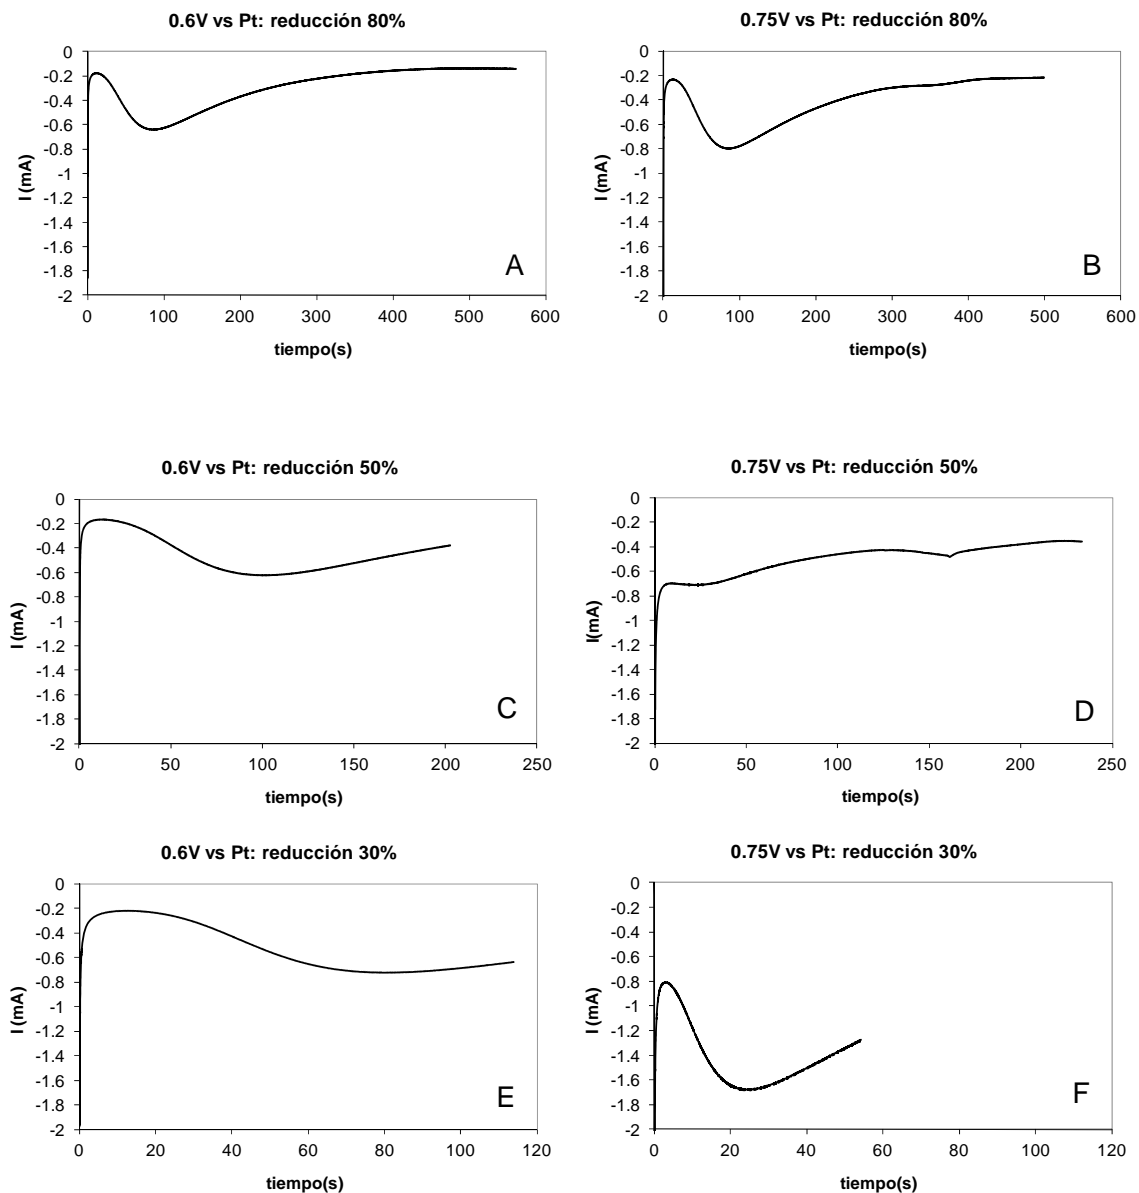 0.6V vs Pt: reducción 80%
0
-0.2
-0.4
-0.6
-0.8
-1
-1.2
-1.4
-1.6
-1.8
-2
I (mA)
A
0 100 200 300 400 500 600
tiempo(s)
0.75V vs Pt: reducción 80%
0
-0.2
-0.4
-0.6
-0.8
-1
-1.2
-1.4
-1.6
-1.8
-2
I (mA)
B
0 100 200 300 400 500 600
tiempo(s)
0.6V vs Pt: reducción 50%
0
-0.2
-0.4
-0.6
-0.8
-1
-1.2
-1.4
-1.6
-1.8
-2
I (mA)
C
0 50 100 150 200 250
tiempo(s)
0.75V vs Pt: reducción 50%
0
-0.2
-0.4
-0.6
-0.8
-1
-1.2
-1.4
-1.6
-1.8
-2
I(mA)
D
0 50 100 150 200 250
tiempo(s)
0.6V vs Pt: reducción 30%
0
-0.2
-0.4
-0.6
-0.8
-1
-1.2
-1.4
-1.6
-1.8
-2
I (mA)
E
0 20 40 60 80 100 120
tiempo(s)
0.75V vs Pt: reducción 30%
0
-0.2
-0.4
-0.6
-0.8
-1
-1.2
-1.4
-1.6
-1.8
-2
I (mA)
F
0 20 40 60 80 100 120
tiempo(s)